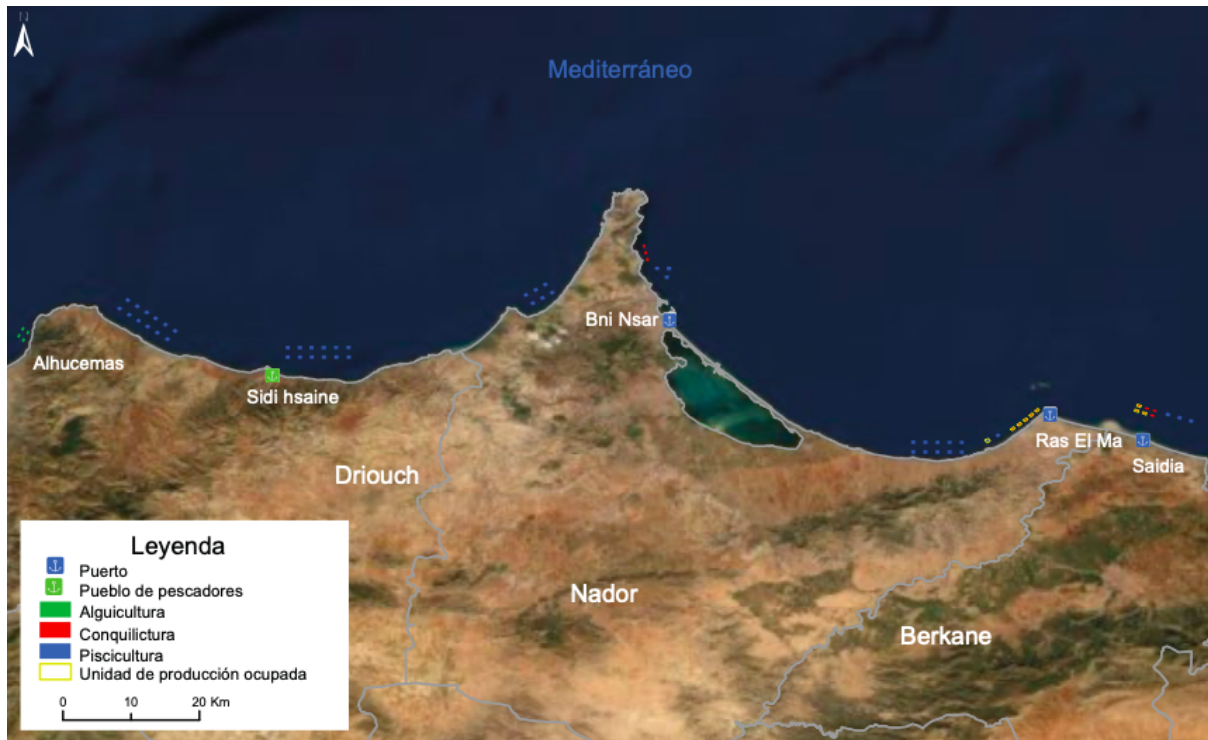 N
Mediterráneo
Bni Nsar
Alhucemas
Sidi hsaine
Ras El Ma
Saidia
Driouch
Nador
Berkane
Leyenda
Puerto
Pueblo de pescadores
Alguicultura
Conquilictura
Piscicultura
Unidad de producción ocupada
0 10 20 Km